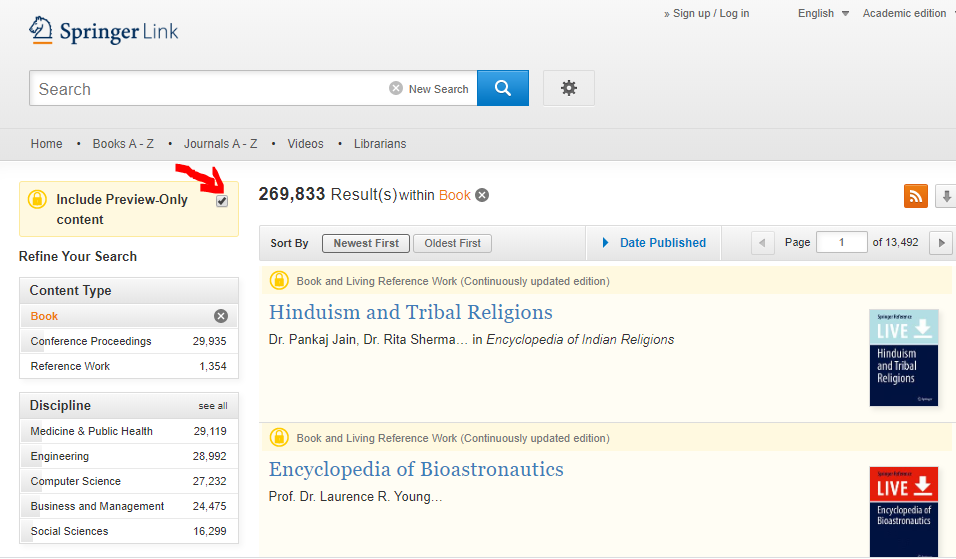 » Sign up / Log in English Academic edition
Springer Link
Search New Search
Home • Books A - Z • Journals A - Z • Videos • Librarians
Include Preview-Only
content
269,833 Result(s) within Book
Sort By Newest First Oldest First Date Published Page 1 of 13,492
Refine Your Search
Content Type
Book
Conference Proceedings 29,935
Reference Work 1,354
Discipline see all
Medicine & Public Health 29,119
Engineering 28,992
Computer Science 27,232
Business and Management 24,475
Social Sciences 16,299
Book and Living Reference Work (Continuously updated edition)
Hinduism and Tribal Religions
Dr. Pankaj Jain, Dr. Rita Sherma… in Encyclopedia of Indian Religions
Springer Reference
LIVE
Hinduism
and Tribal
Religions
Springer
Book and Living Reference Work (Continuously updated edition)
Encyclopedia of Bioastronautics
Prof. Dr. Laurence R. Young…
Springer Reference
LIVE
Encyclopedia of
Bioastronautics